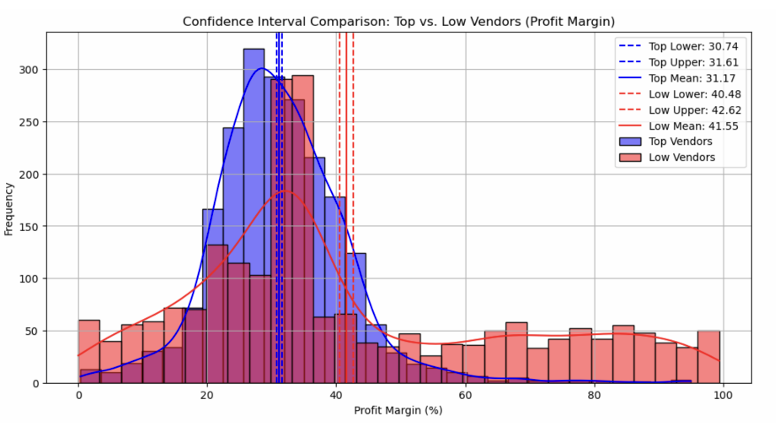 Confidence Interval Comparison: Top vs. Low Vendors (Profit Margin)
Top Lower: 30.74
Top Upper: 31.61
Top Mean: 31.17
Low Lower: 40.48
Low Upper: 42.62
Low Mean: 41.55
Top Vendors
Low Vendors
Frequency
300
250
200
150
100
50
0
0 20 40 60 80 100
Profit Margin (%)